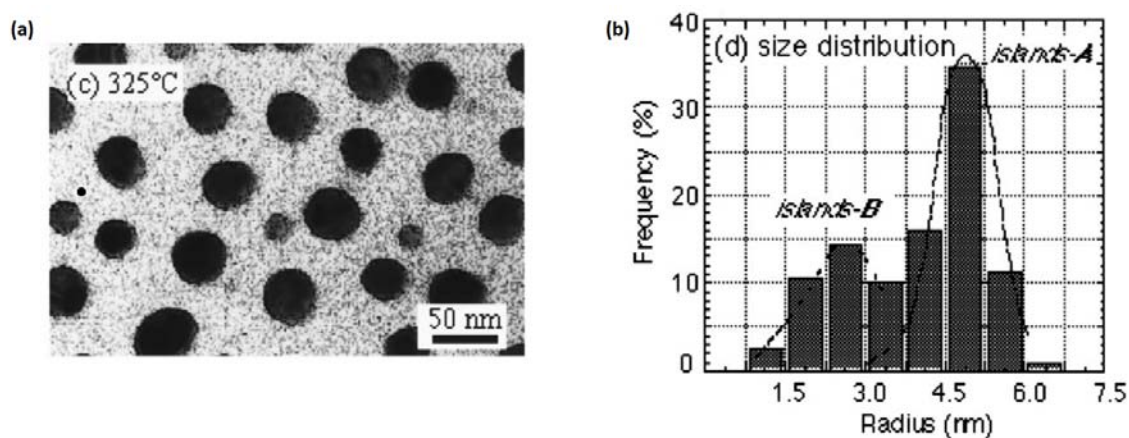 (a)
(c) 325°C
50 nm
(b)
(d) size distribution
islands-A
islands-B
Frequency (%)
40
30
20
10
0
1.5 3.0 4.5 6.0 7.5
Radius (nm)